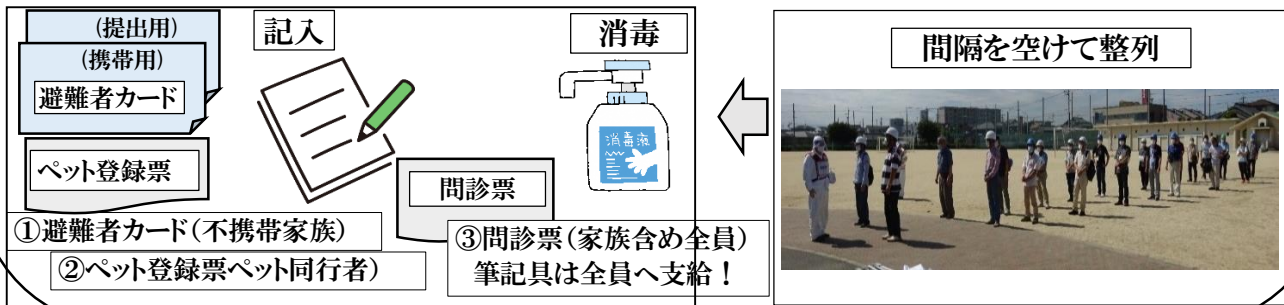 (提出用)
(携帯用)
避難者カード
ペット登録票
記入
消毒
消毒液
問診票
①避難者カード(不携帯家族)
②ペット登録票ペット同行者)
③問診票(家族含め全員)
筆記具は全員へ支給！
間隔を空けて整列